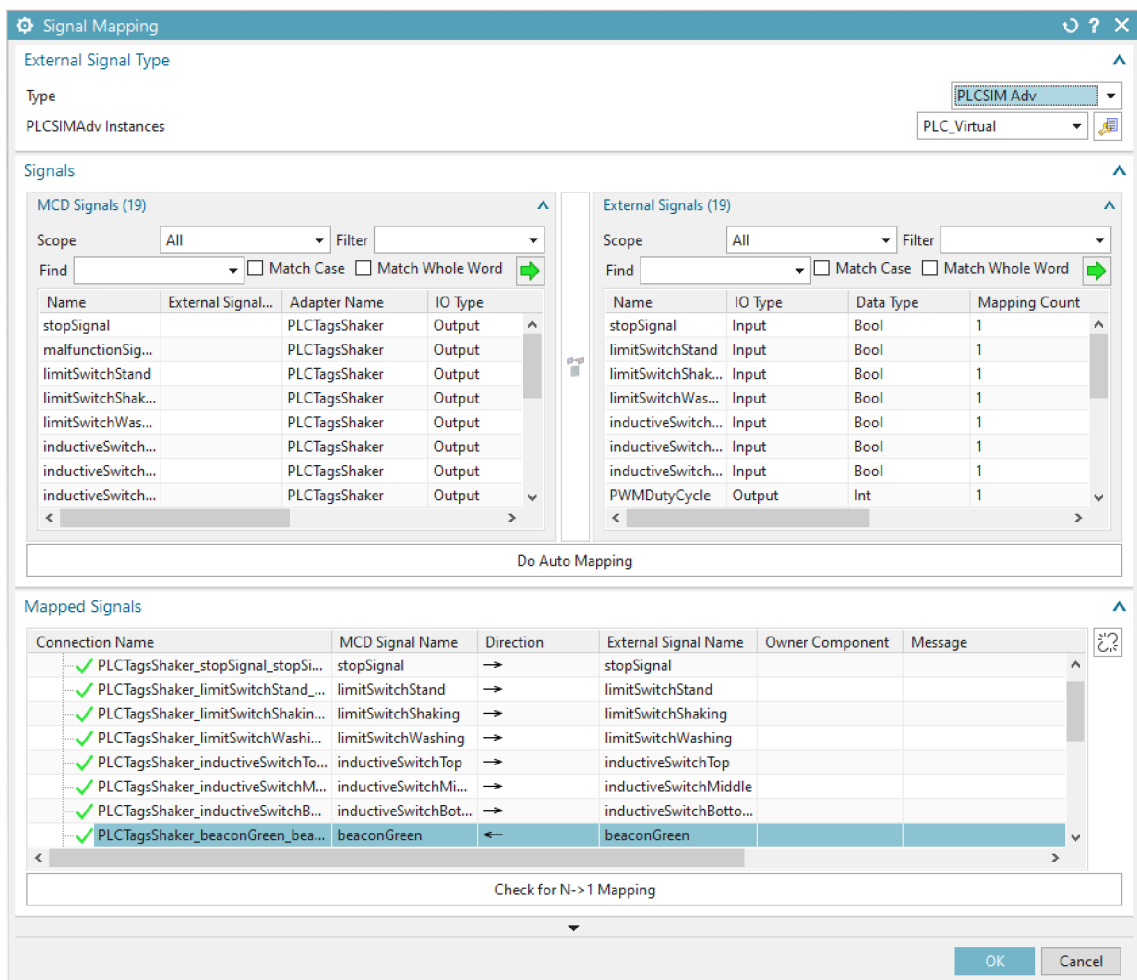 Signal Mapping
External Signal Type
Type PLCSIM Adv
PLCSIMAdv Instances PLC_Virtual
Signals
MCD Signals (19)
Scope All Filter
Find Match Case Match Whole Word
Name External Signal... Adapter Name IO Type
stopSignal PLCTagsShaker Output
malfunctionSig... PLCTagsShaker Output
limitSwitchStand PLCTagsShaker Output
limitSwitchShak... PLCTagsShaker Output
limitSwitchWas... PLCTagsShaker Output
inductiveSwitch... PLCTagsShaker Output
inductiveSwitch... PLCTagsShaker Output
inductiveSwitch... PLCTagsShaker Output
External Signals (19)
Scope All Filter
Find Match Case Match Whole Word
Name IO Type Data Type Mapping Count
stopSignal Input Bool 1
limitSwitchStand Input Bool 1
limitSwitchShak... Input Bool 1
limitSwitchWas... Input Bool 1
inductiveSwitch... Input Bool 1
inductiveSwitch... Input Bool 1
inductiveSwitch... Input Bool 1
PWMDutyCycle Output Int 1
Do Auto Mapping
Mapped Signals
Connection Name MCD Signal Name Direction External Signal Name Owner Component Message
PLCTagsShaker_stopSignal_stopSi... stopSignal → stopSignal
PLCTagsShaker_limitSwitchStand_... limitSwitchStand → limitSwitchStand
PLCTagsShaker_limitSwitchShakin... limitSwitchShaking → limitSwitchShaking
PLCTagsShaker_limitSwitchWashi... limitSwitchWashing → limitSwitchWashing
PLCTagsShaker_inductiveSwitchTo... inductiveSwitchTop → inductiveSwitchTop
PLCTagsShaker_inductiveSwitchM... inductiveSwitchMi... → inductiveSwitchMiddle
PLCTagsShaker_inductiveSwitchB... inductiveSwitchBot... → inductiveSwitchBotto...
PLCTagsShaker_beaconGreen_bea... beaconGreen ← beaconGreen
Check for N->1 Mapping
OK Cancel